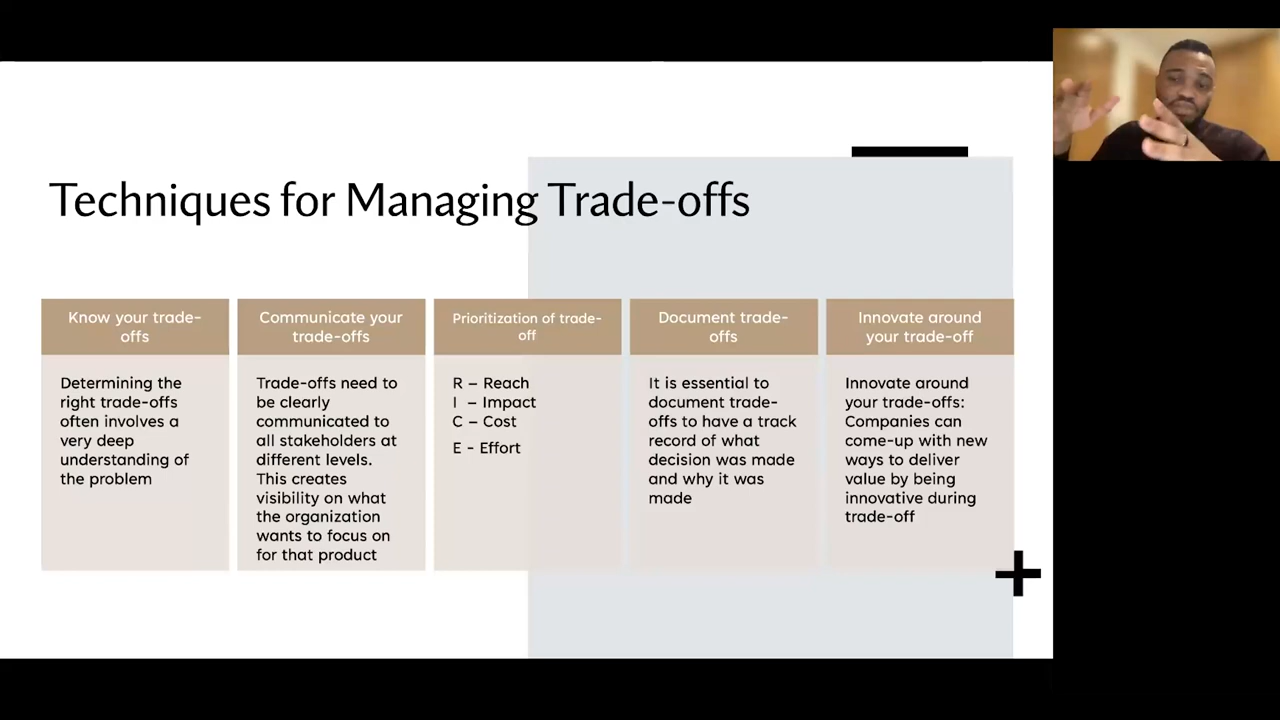 Techniques for Managing Trade-offs
Know your trade-
offs
Determining the
right trade-offs
often involves a
very deep
understanding of
the problem
Communicate your
trade-offs
Trade-offs need to
be clearly
communicated to
all stakeholders at
different levels.
This creates
visibility on what
the organization
wants to focus on
for that product
Prioritization of trade-
off
R – Reach
I – Impact
C – Cost
E - Effort
Document trade-
offs
It is essential to
document trade-
offs to have a track
record of what
decision was made
and why it was
made
Innovate around
your trade-off
Innovate around
your trade-offs:
Companies can
come-up with new
ways to deliver
value by being
innovative during
trade-off